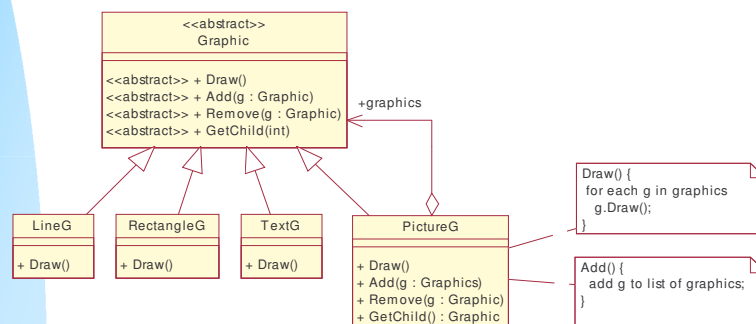 <<abstract>>
Graphic
<<abstract>> + Draw()
<<abstract>> + Add(g : Graphic)
<<abstract>> + Remove(g : Graphic)
<<abstract>> + GetChild(int)
+graphics
LineG
+ Draw()
RectangleG
+ Draw()
TextG
+ Draw()
PictureG
+ Draw()
+ Add(g : Graphics)
+ Remove(g : Graphic)
+ GetChild() : Graphic
Draw() {
for each g in graphics
g.Draw();
}
Add() {
add g to list of graphics;
}